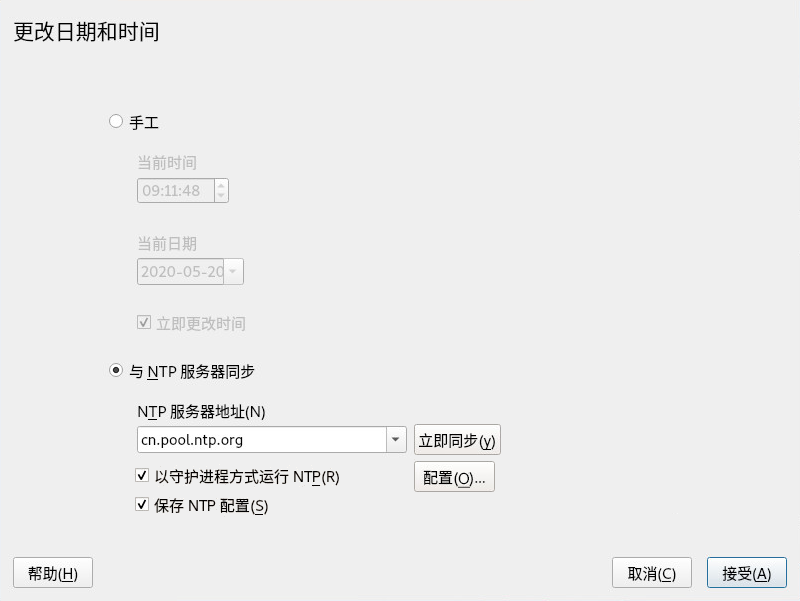 更改日期和时间
手工
当前时间
09:11:48
当前日期
2020-05-20
立即更改时间
与 NTP 服务器同步
NTP 服务器地址(N)
cn.pool.ntp.org
立即同步(y)
以守护进程方式运行 NTP(R)
配置(O)...
保存 NTP 配置(S)
帮助(H)
取消(C)
接受(A)